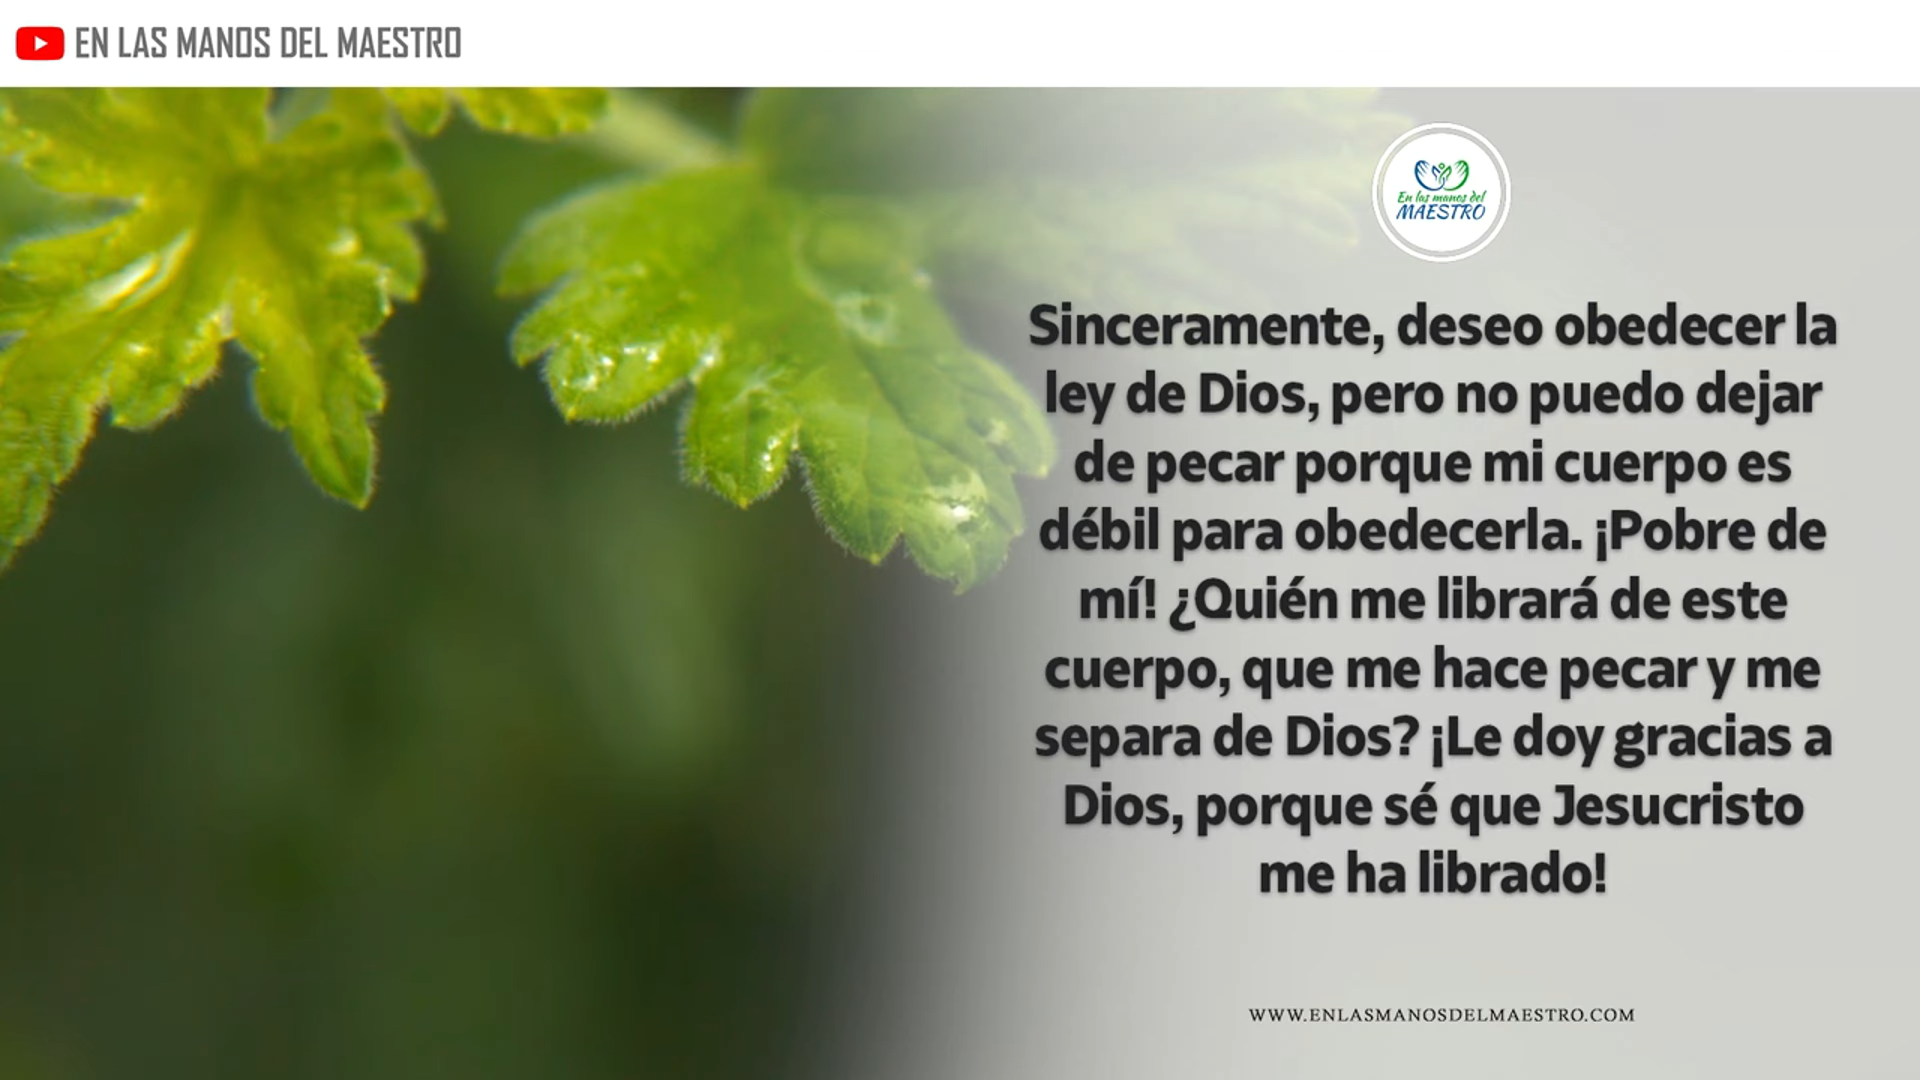 EN LAS MANOS DEL MAESTRO
En las manos del
MAESTRO
Sinceramente, deseo obedecer la
ley de Dios, pero no puedo dejar
de pecar porque mi cuerpo es
débil para obedecerla. ¡Pobre de
mí! ¿Quién me librará de este
cuerpo, que me hace pecar y me
separa de Dios? ¡Le doy gracias a
Dios, porque sé que Jesucristo
me ha librado!
WWW.ENLASMANOSDELMAESTRO.COM